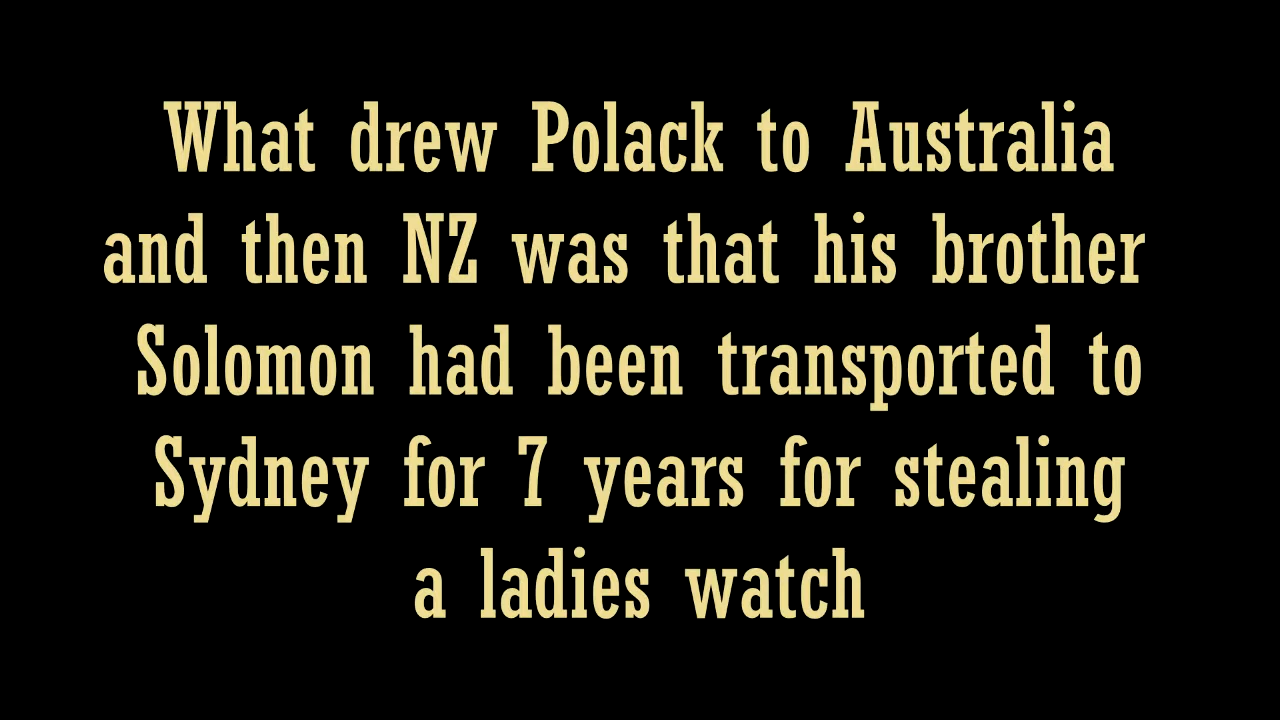 What drew Polack to Australia
and then NZ was that his brother
Solomon had been transported to
Sydney for 7 years for stealing
a ladies watch